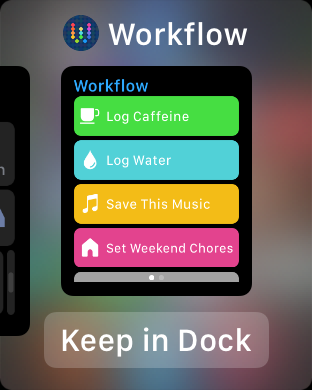 Workflow
Workflow
Log Caffeine
Log Water
Save This Music
Set Weekend Chores
Keep in Dock